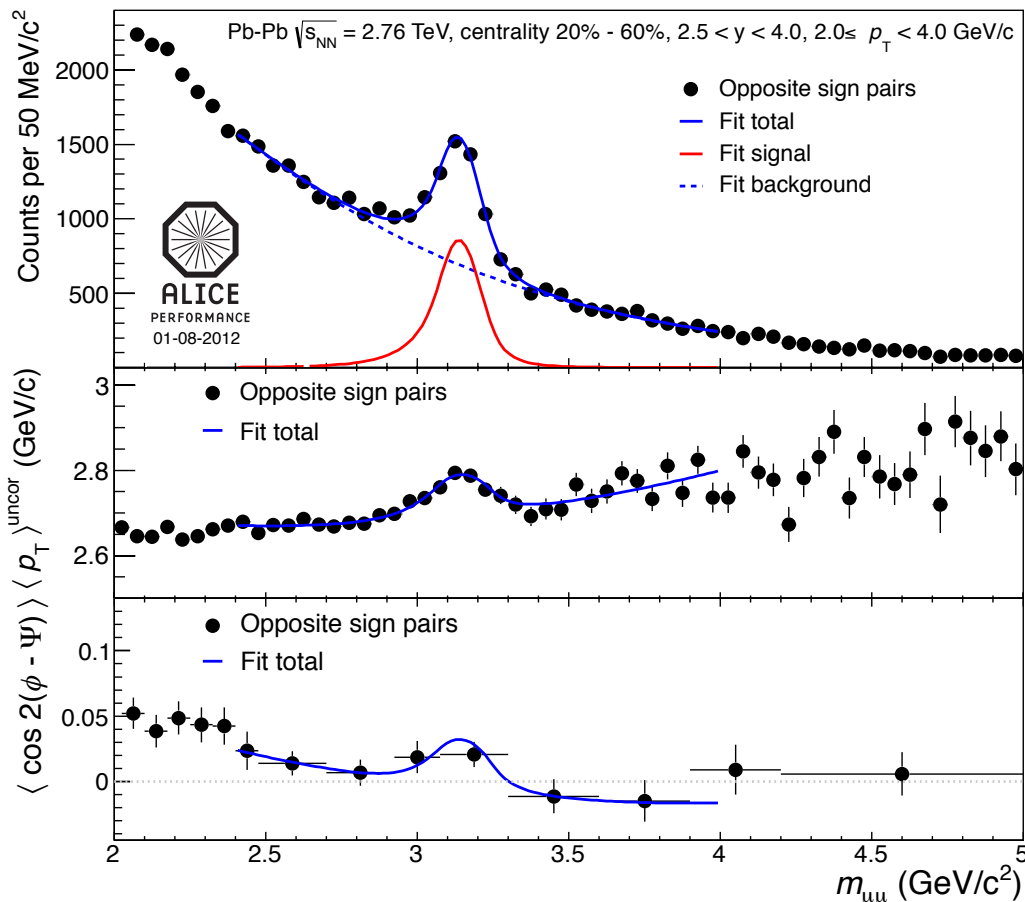 Pb-Pb √s_NN = 2.76 TeV, centrality 20% - 60%, 2.5 < y < 4.0, 2.0≤ p_T < 4.0 GeV/c
Counts per 50 MeV/c²
2000
1500
1000
500
Opposite sign pairs
Fit total
Fit signal
Fit background
ALICE
PERFORMANCE
01-08-2012
⟨ p_T ⟩^uncor (GeV/c)
3
2.8
2.6
Opposite sign pairs
Fit total
⟨ cos 2(ϕ - Ψ) ⟩
0.1
0.05
0
Opposite sign pairs
Fit total
2 2.5 3 3.5 4 4.5 5
m_μμ (GeV/c²)